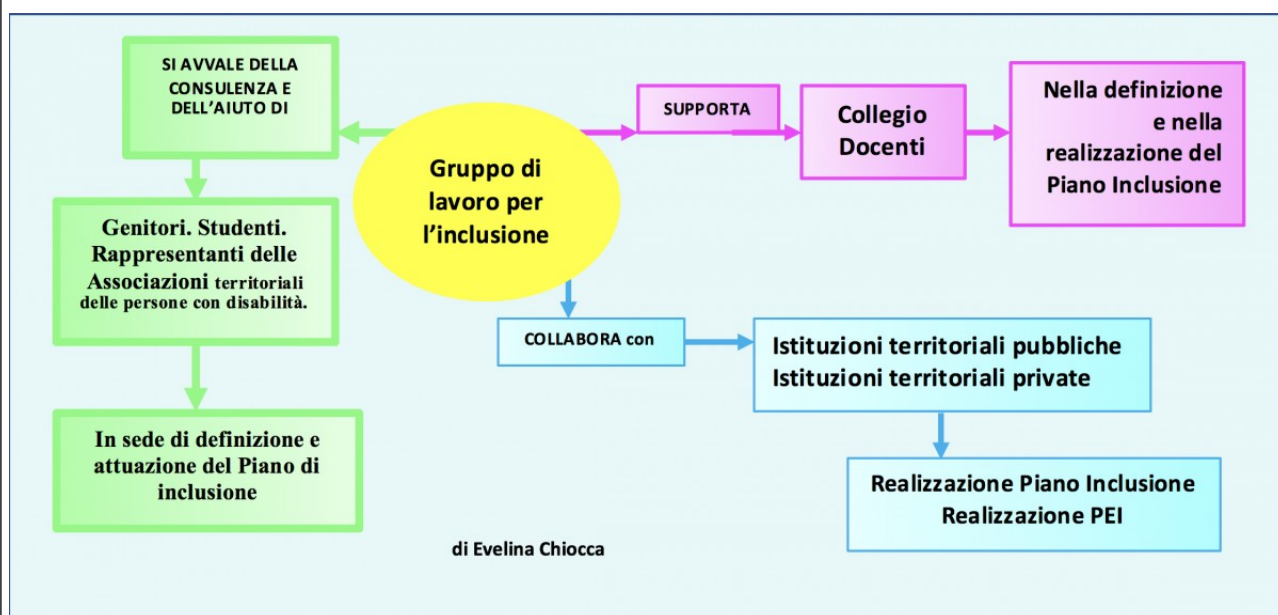 SI AVVALE DELLA
CONSULENZA E
DELL'AIUTO DI
Genitori. Studenti.
Rappresentanti delle
Associazioni territoriali
delle persone con disabilità.
In sede di definizione e
attuazione del Piano di
inclusione
Gruppo di
lavoro per
l'inclusione
SUPPORTA
Collegio
Docenti
Nella definizione
e nella
realizzazione del
Piano Inclusione
COLLABORA con
Istituzioni territoriali pubbliche
Istituzioni territoriali private
Realizzazione Piano Inclusione
Realizzazione PEI
di Evelina Chiocca